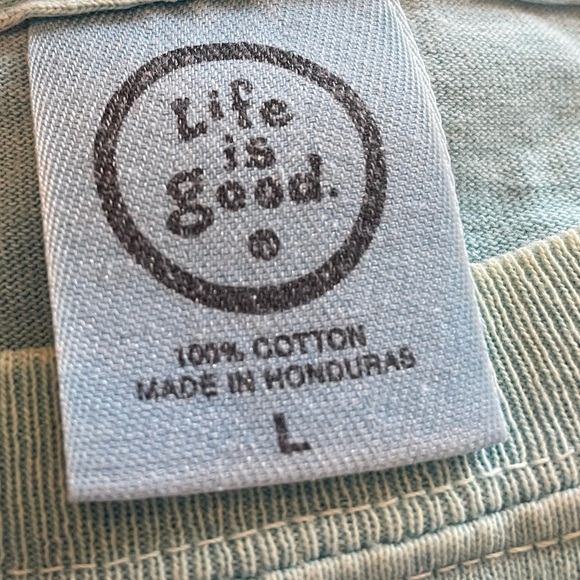 Life
is
good.
®
100% COTTON
MADE IN HONDURAS
L